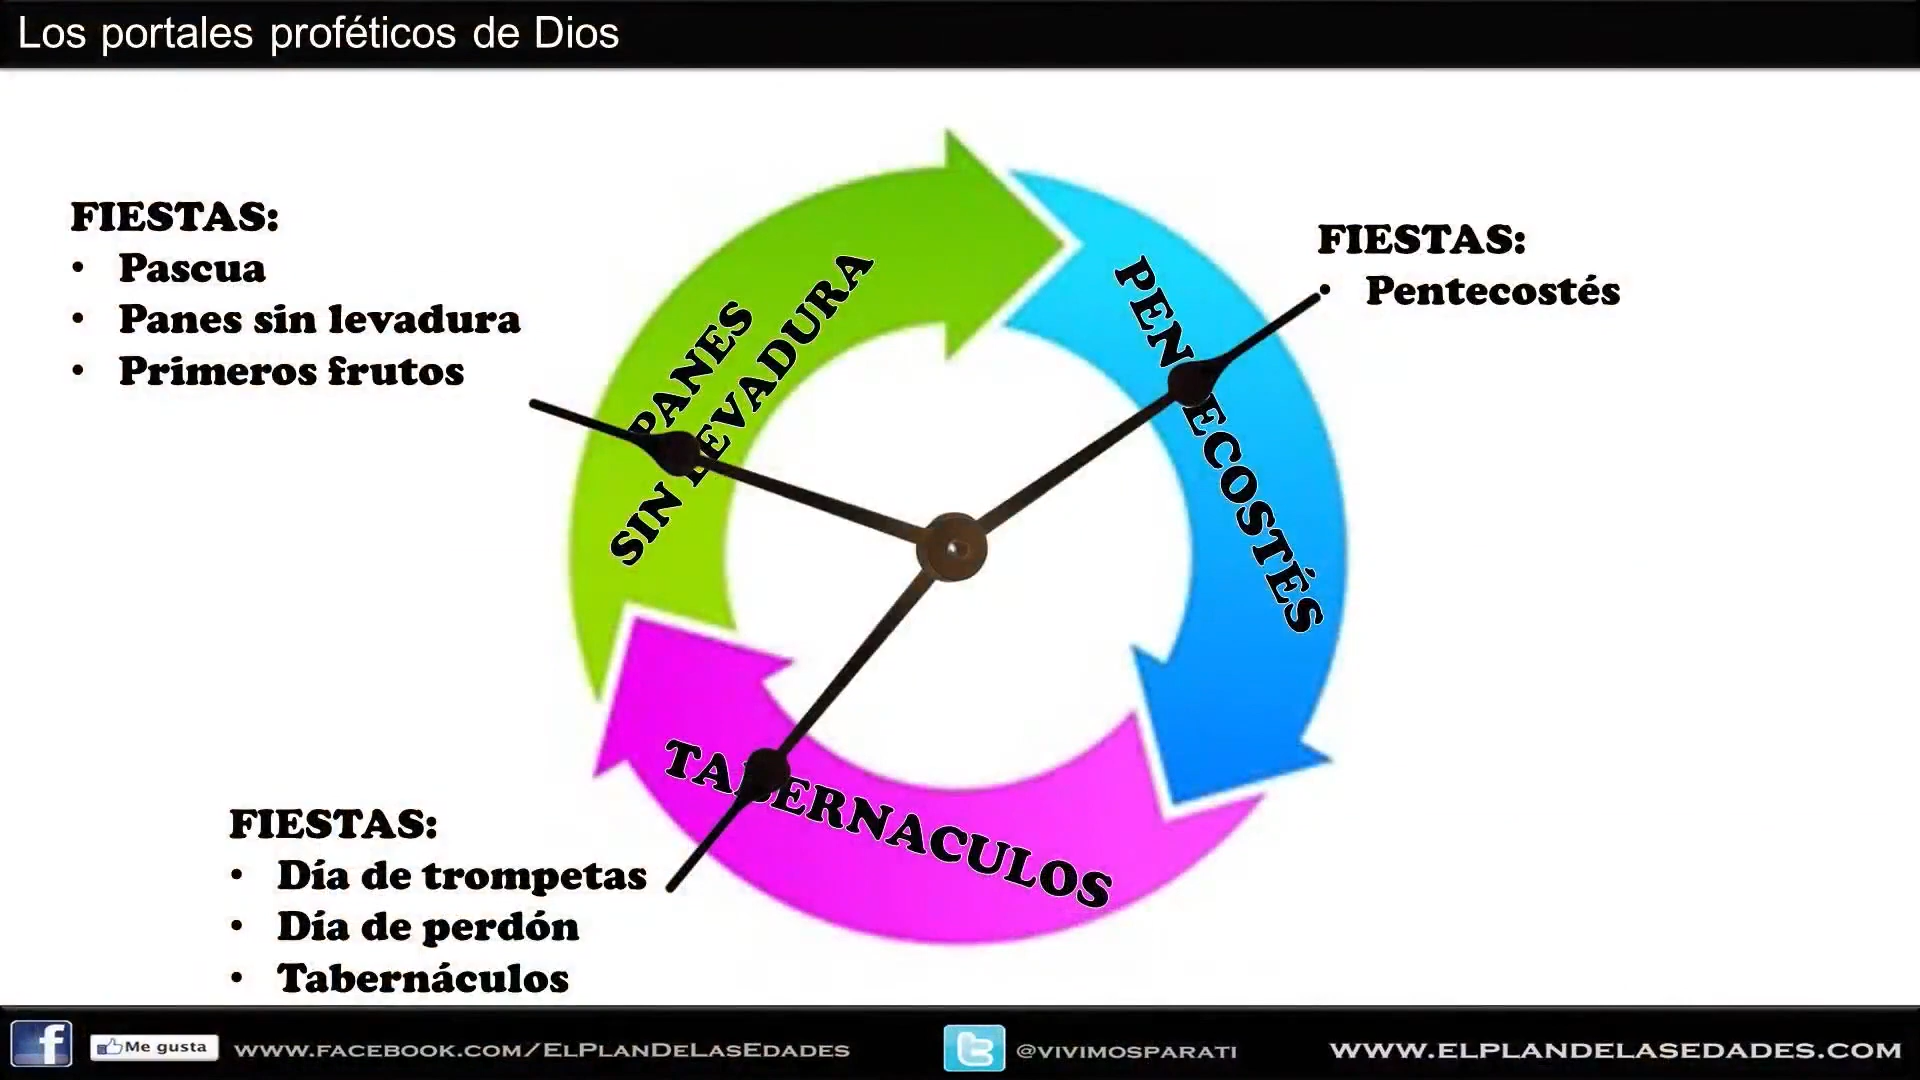 Los portales proféticos de Dios
FIESTAS:
• Pascua
• Panes sin levadura
• Primeros frutos
FIESTAS:
• Pentecostés
PANES
SIN LEVADURA
PENTECOSTÉS
TABERNACULOS
FIESTAS:
• Día de trompetas
• Día de perdón
• Tabernáculos
f Me gusta www.facebook.com/ElPlanDeLasEdades @vivimosparati www.elplandelasedades.com